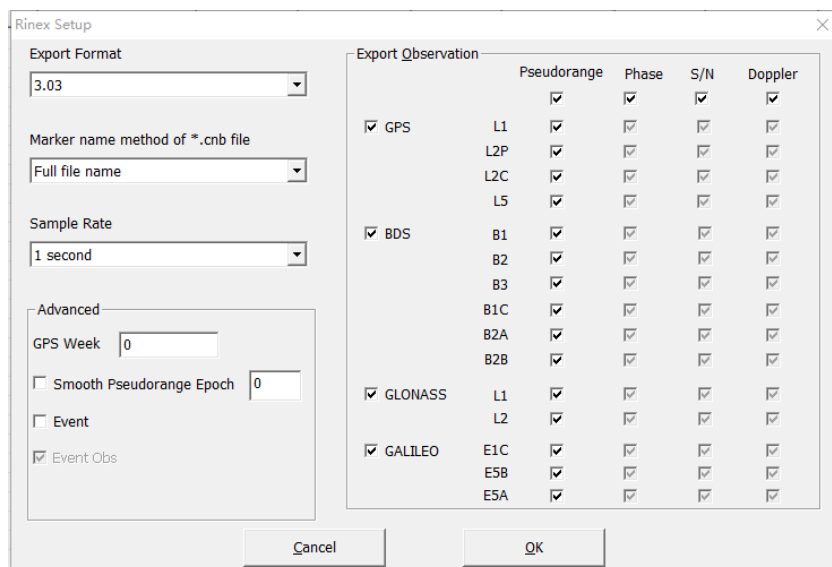 Rinex Setup
Export Format
3.03
Marker name method of *.cnb file
Full file name
Sample Rate
1 second
Advanced
GPS Week 0
Smooth Pseudorange Epoch 0
Event
Event Obs
Export Observation
Pseudorange Phase S/N Doppler
GPS L1
L2P
L2C
L5
BDS B1
B2
B3
B1C
B2A
B2B
GLONASS L1
L2
GALILEO E1C
E5B
E5A
Cancel OK